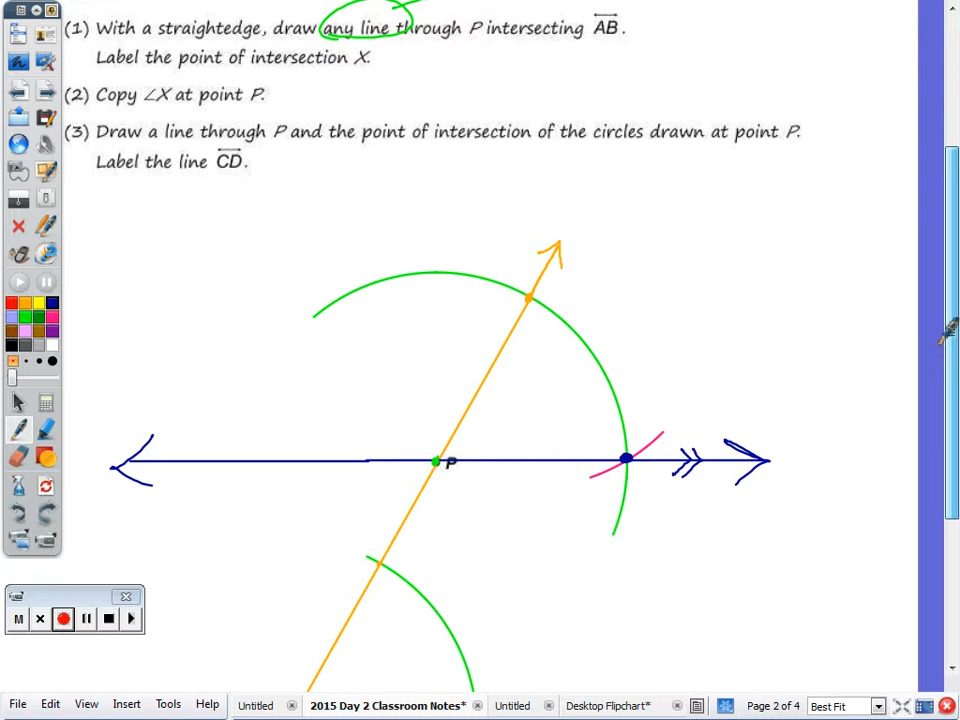 (1) With a straightedge, draw any line through P intersecting AB.
Label the point of intersection X.
(2) Copy ∠X at point P.
(3) Draw a line through P and the point of intersection of the circles drawn at point P.
Label the line CD.
P
M
File Edit View Insert Tools Help Untitled 2015 Day 2 Classroom Notes* Untitled Desktop Flipchart* Page 2 of 4 Best Fit